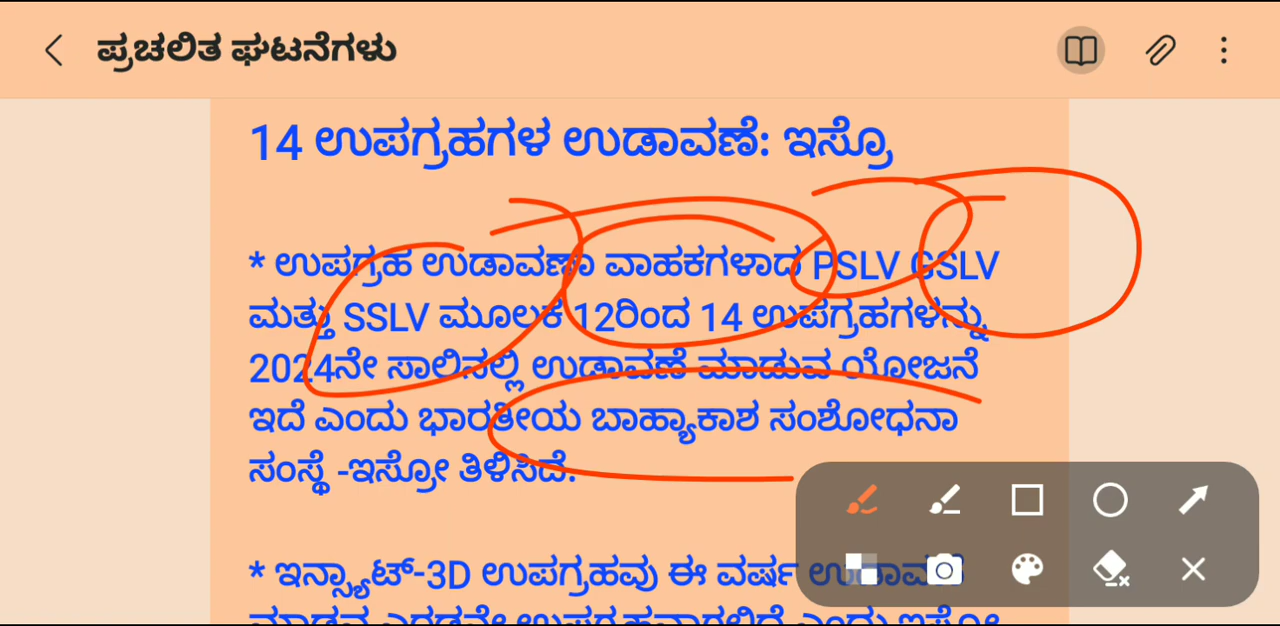 ಪ್ರಚಲಿತ ಘಟನೆಗಳು
14 ಉಪಗ್ರಹಗಳ ಉಡಾವಣೆ: ಇಸ್ರೊ
* ಉಪಗ್ರಹ ಉಡಾವಣಾ ವಾಹಕಗಳಾದ PSLV GSLV
ಮತ್ತು SSLV ಮೂಲಕ 12ರಿಂದ 14 ಉಪಗ್ರಹಗಳನ್ನು
2024ನೇ ಸಾಲಿನಲ್ಲಿ ಉಡಾವಣೆ ಮಾಡುವ ಯೋಜನೆ
ಇದೆ ಎಂದು ಭಾರತೀಯ ಬಾಹ್ಯಾಕಾಶ ಸಂಶೋಧನಾ
ಸಂಸ್ಥೆ -ಇಸ್ರೋ ತಿಳಿಸಿದೆ.
* ಇನ್ಸ್ಯಾಟ್-3D ಉಪಗ್ರಹವು ಈ ವರ್ಷ